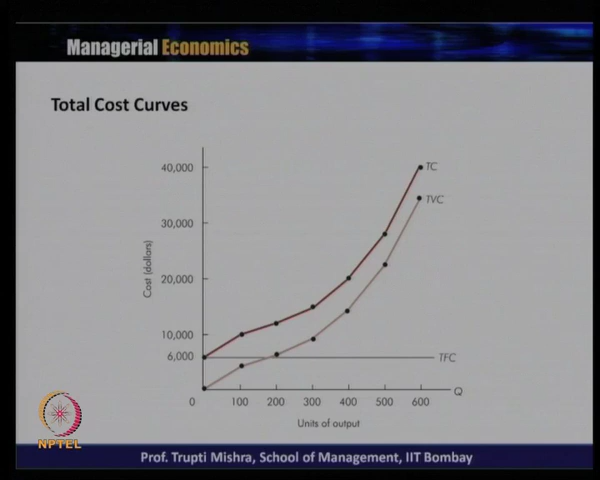 Managerial Economics
Total Cost Curves
40,000
TC
TVC
30,000
Cost (dollars)
20,000
10,000
6,000
TFC
Q
0 100 200 300 400 500 600
Units of output
NPTEL
Prof. Trupti Mishra, School of Management, IIT Bombay